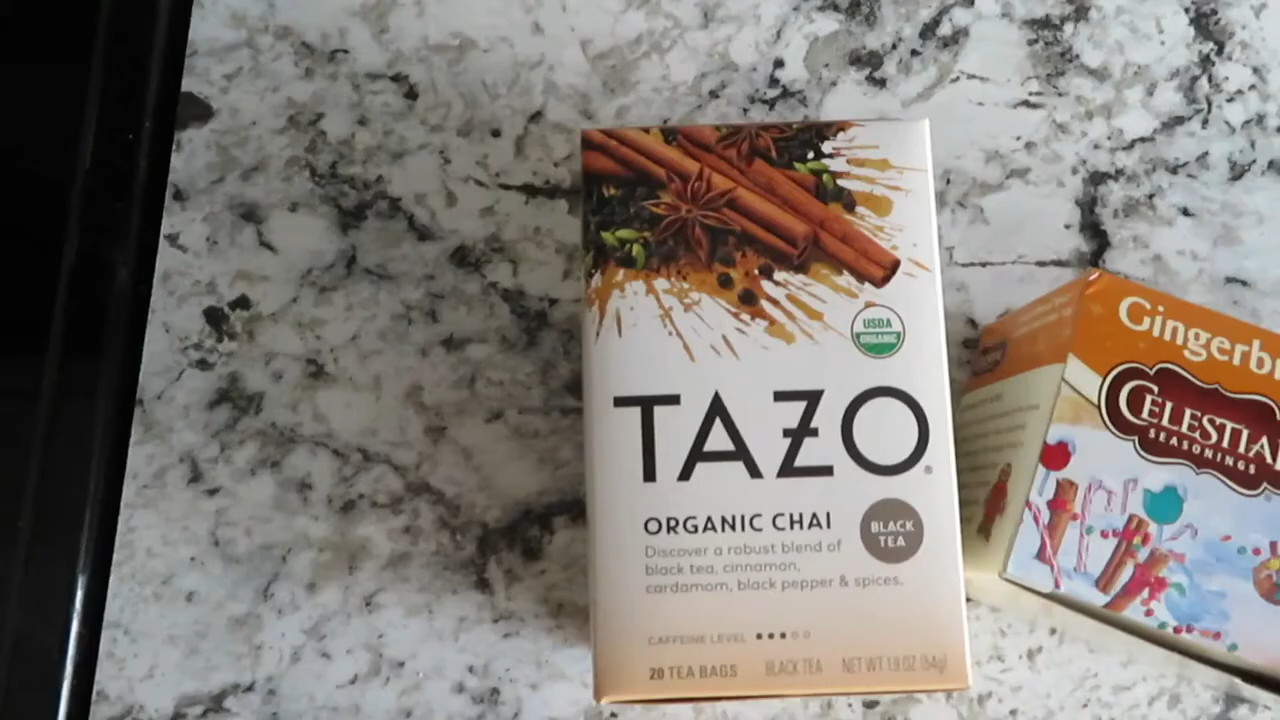 USDA
ORGANIC
TAZO
ORGANIC CHAI
BLACK
TEA
Discover a robust blend of
black tea, cinnamon,
cardamom, black pepper & spices.
CAFFEINE LEVEL
20 TEA BAGS BLACK TEA NET WT 1.9 OZ (54g)
CELESTIAL
SEASONINGS